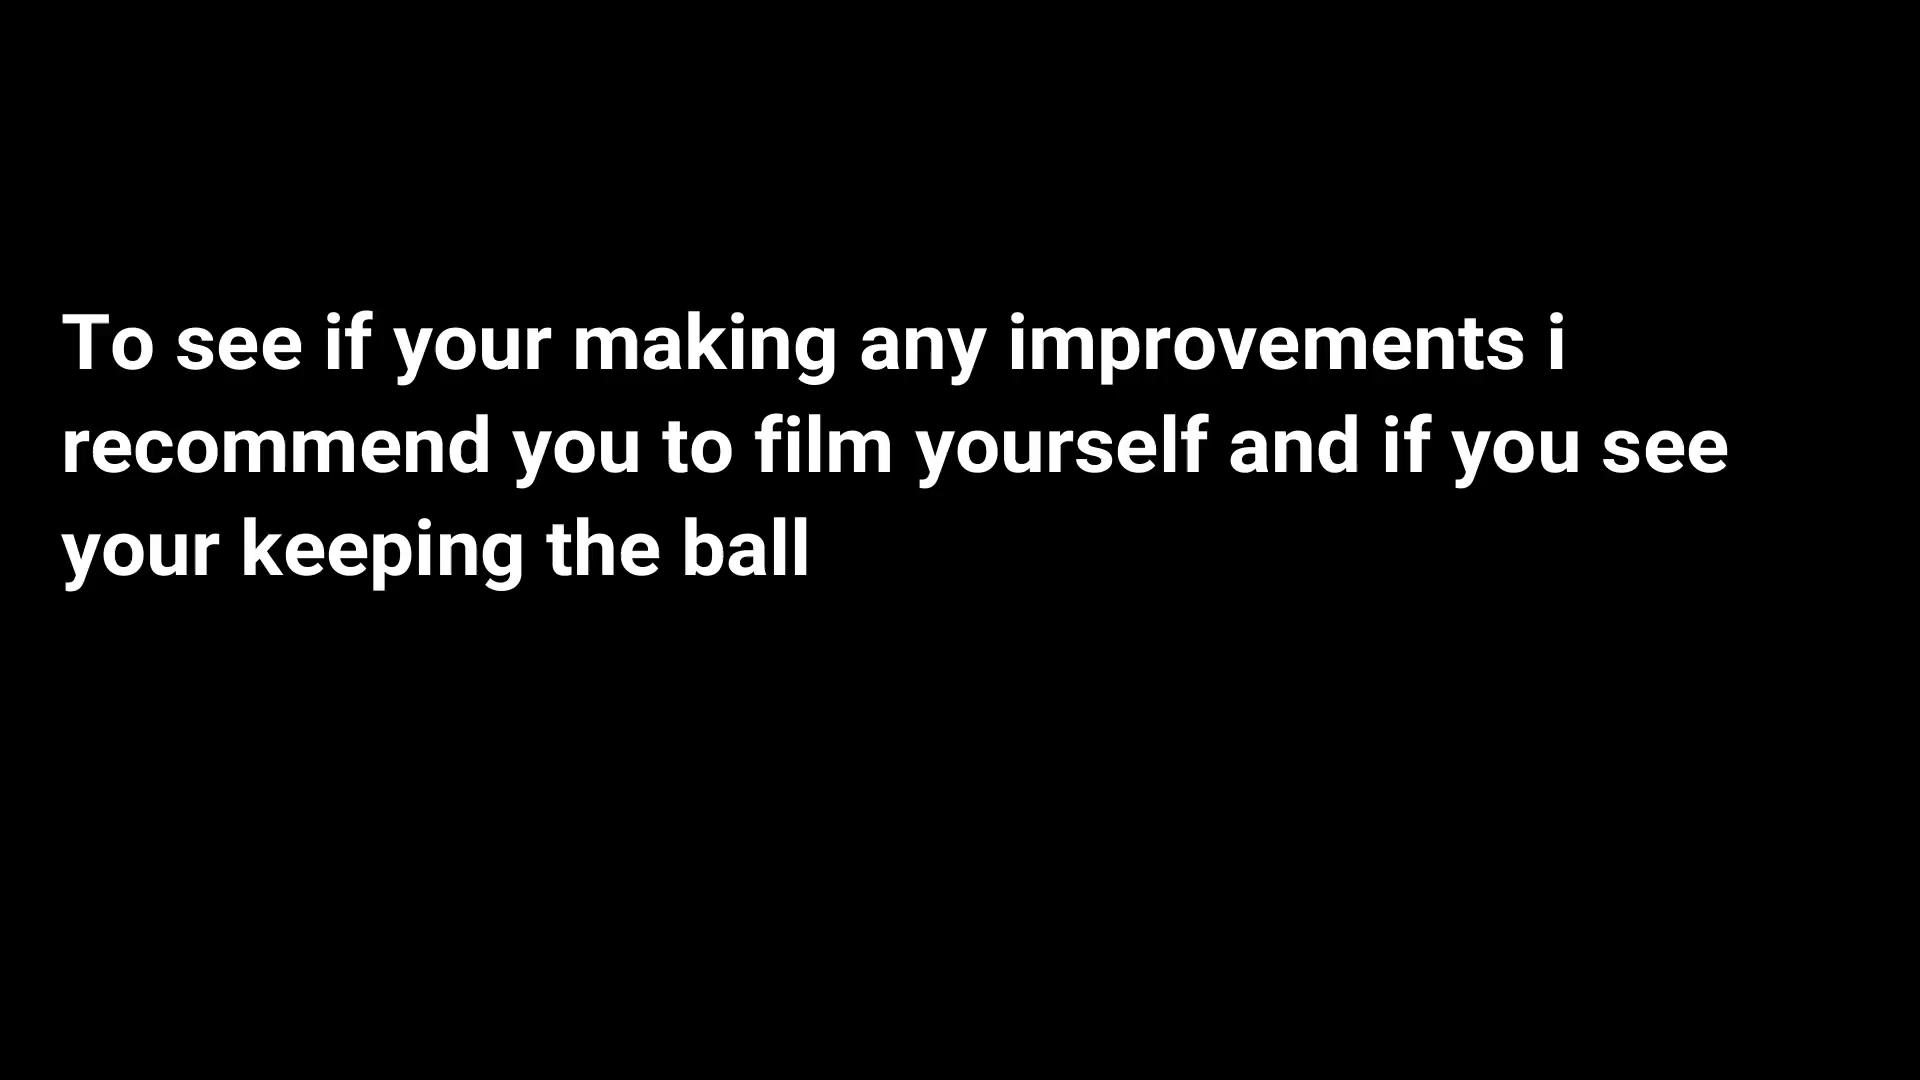 To see if your making any improvements i
recommend you to film yourself and if you see
your keeping the ball